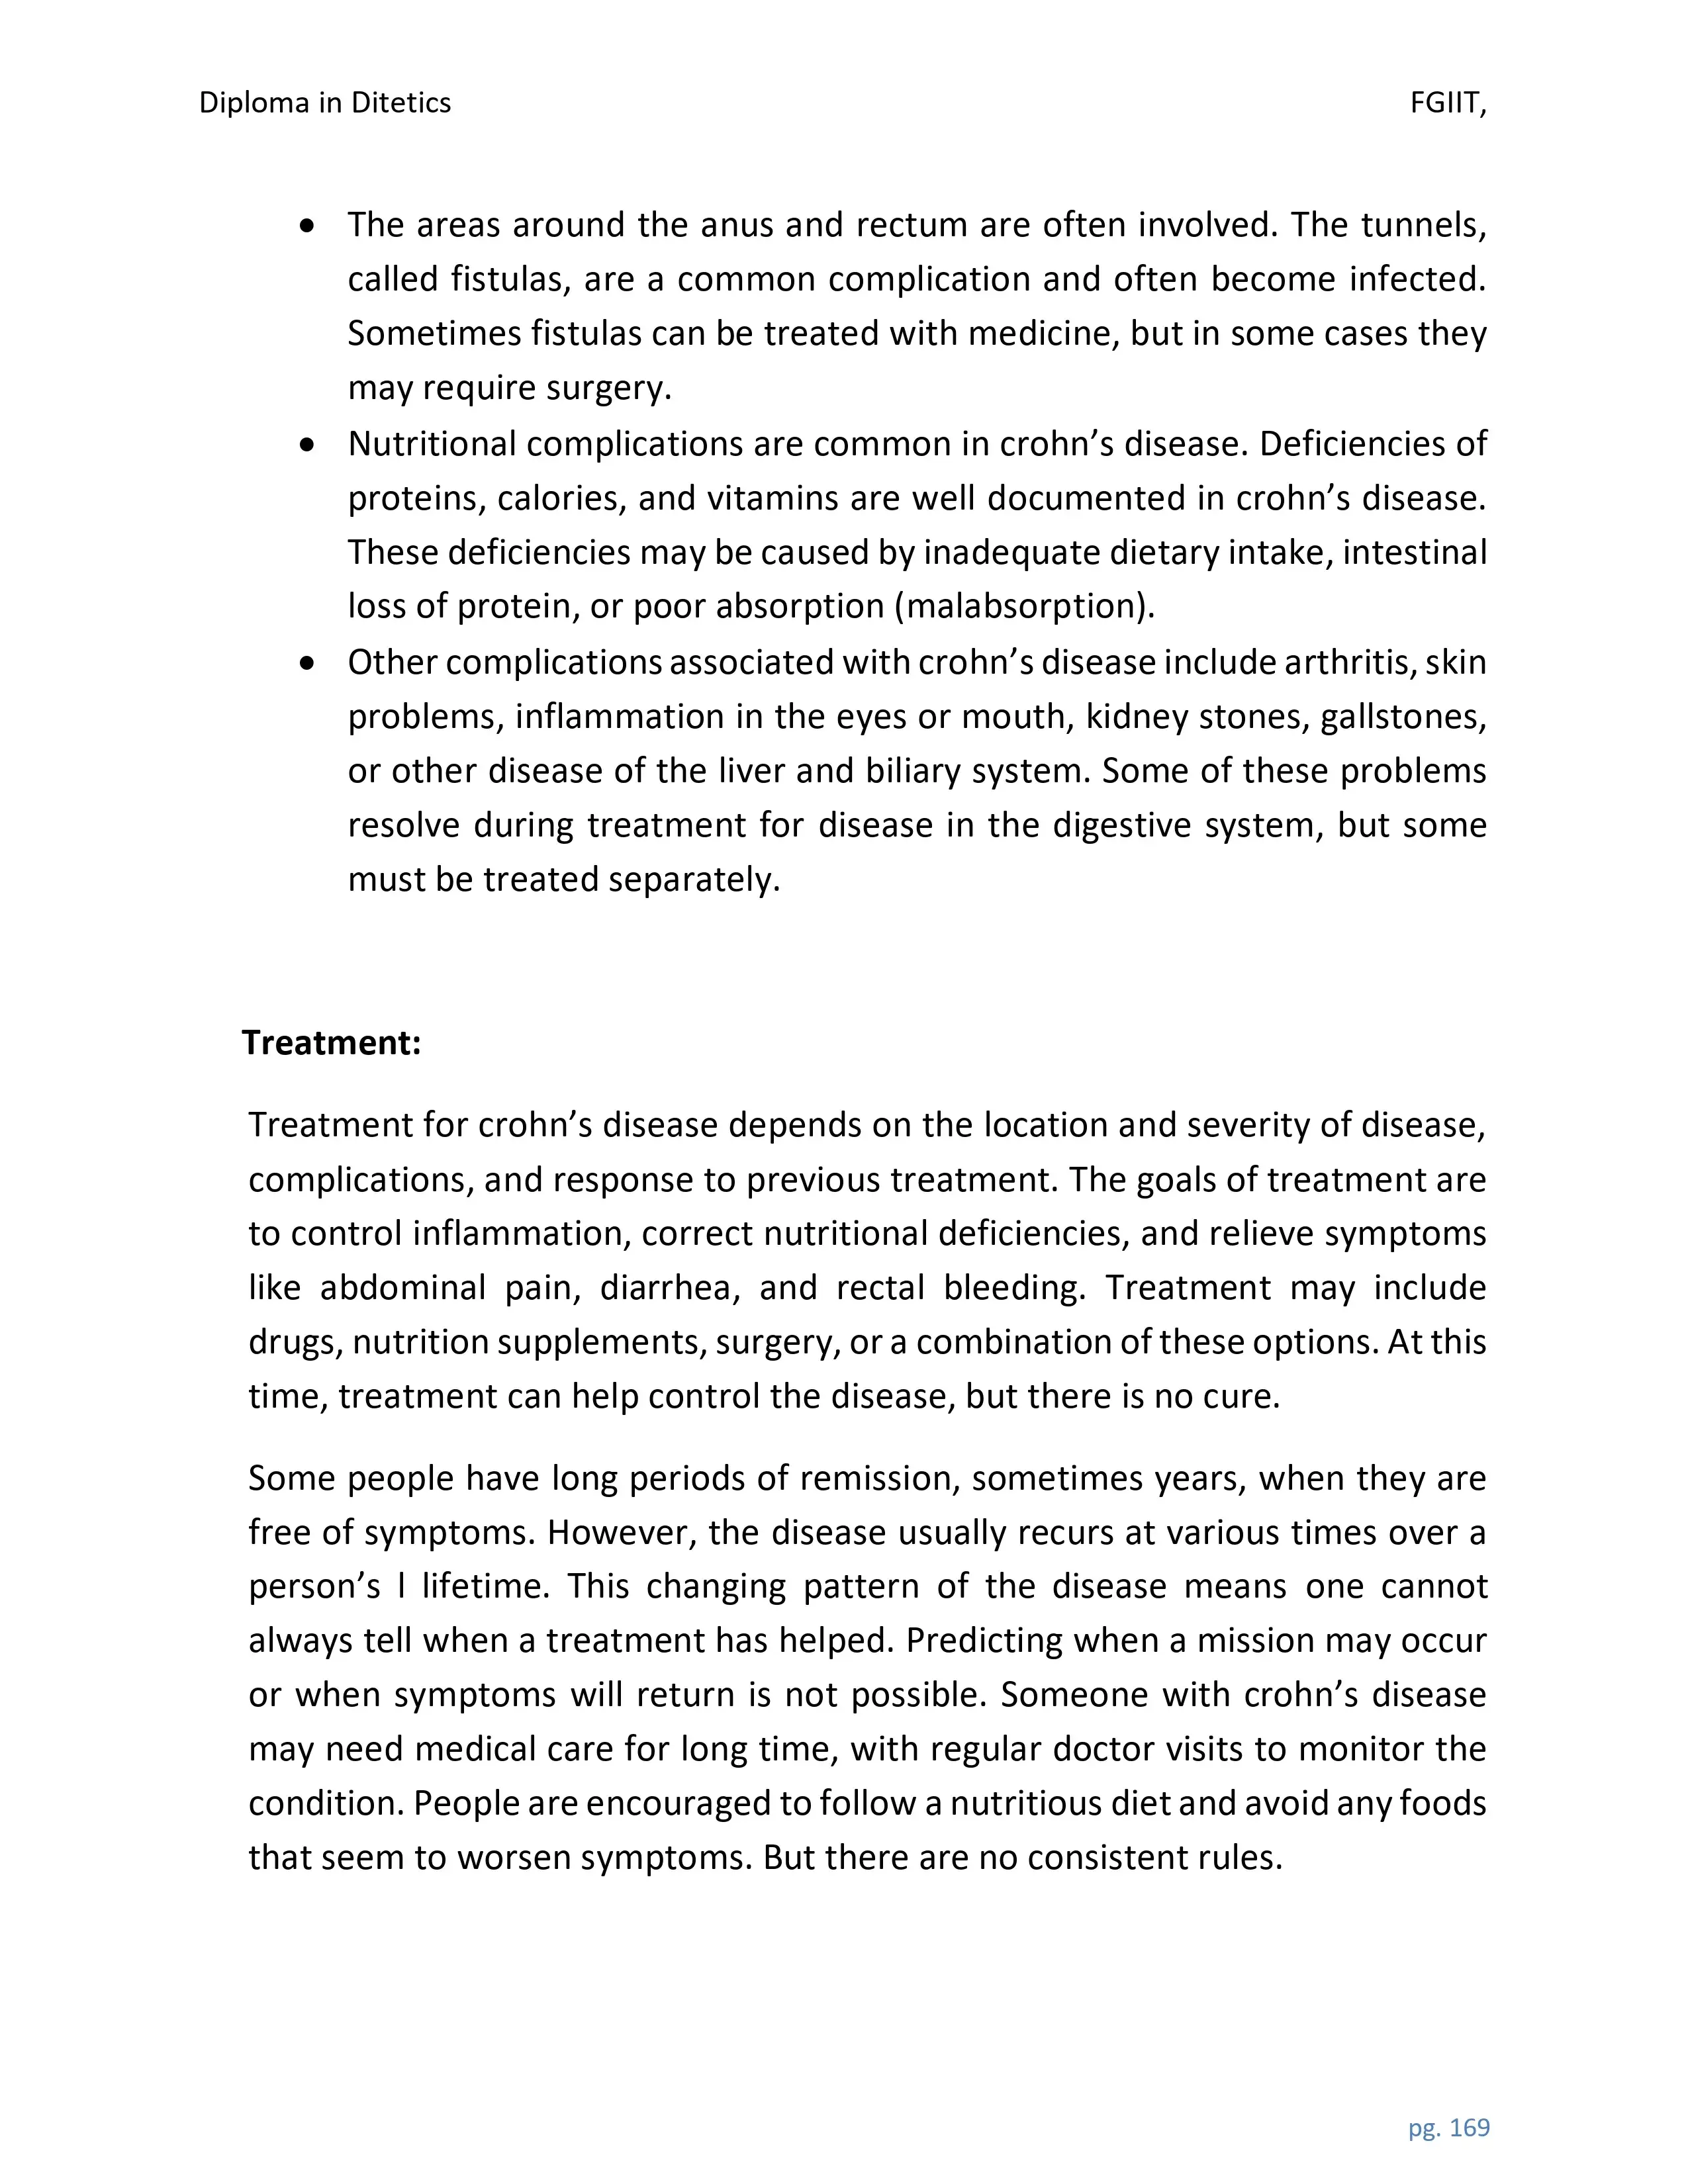 Diploma in Ditetics FGIIT,
• The areas around the anus and rectum are often involved. The tunnels,
called fistulas, are a common complication and often become infected.
Sometimes fistulas can be treated with medicine, but in some cases they
may require surgery.
• Nutritional complications are common in crohn’s disease. Deficiencies of
proteins, calories, and vitamins are well documented in crohn’s disease.
These deficiencies may be caused by inadequate dietary intake, intestinal
loss of protein, or poor absorption (malabsorption).
• Other complications associated with crohn’s disease include arthritis, skin
problems, inflammation in the eyes or mouth, kidney stones, gallstones,
or other disease of the liver and biliary system. Some of these problems
resolve during treatment for disease in the digestive system, but some
must be treated separately.
Treatment:
Treatment for crohn’s disease depends on the location and severity of disease,
complications, and response to previous treatment. The goals of treatment are
to control inflammation, correct nutritional deficiencies, and relieve symptoms
like abdominal pain, diarrhea, and rectal bleeding. Treatment may include
drugs, nutrition supplements, surgery, or a combination of these options. At this
time, treatment can help control the disease, but there is no cure.
Some people have long periods of remission, sometimes years, when they are
free of symptoms. However, the disease usually recurs at various times over a
person’s l lifetime. This changing pattern of the disease means one cannot
always tell when a treatment has helped. Predicting when a mission may occur
or when symptoms will return is not possible. Someone with crohn’s disease
may need medical care for long time, with regular doctor visits to monitor the
condition. People are encouraged to follow a nutritious diet and avoid any foods
that seem to worsen symptoms. But there are no consistent rules.
pg. 169